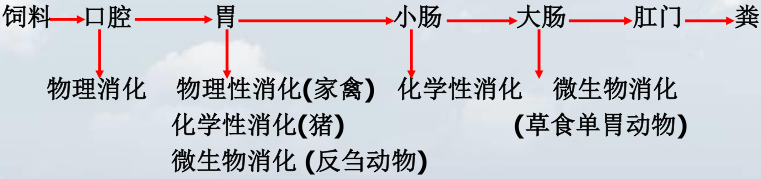 饲料 口腔 胃 小肠 大肠 肛门 粪
物理消化 物理性消化(家禽) 化学性消化 微生物消化
化学性消化(猪) (草食单胃动物)
微生物消化 (反刍动物)